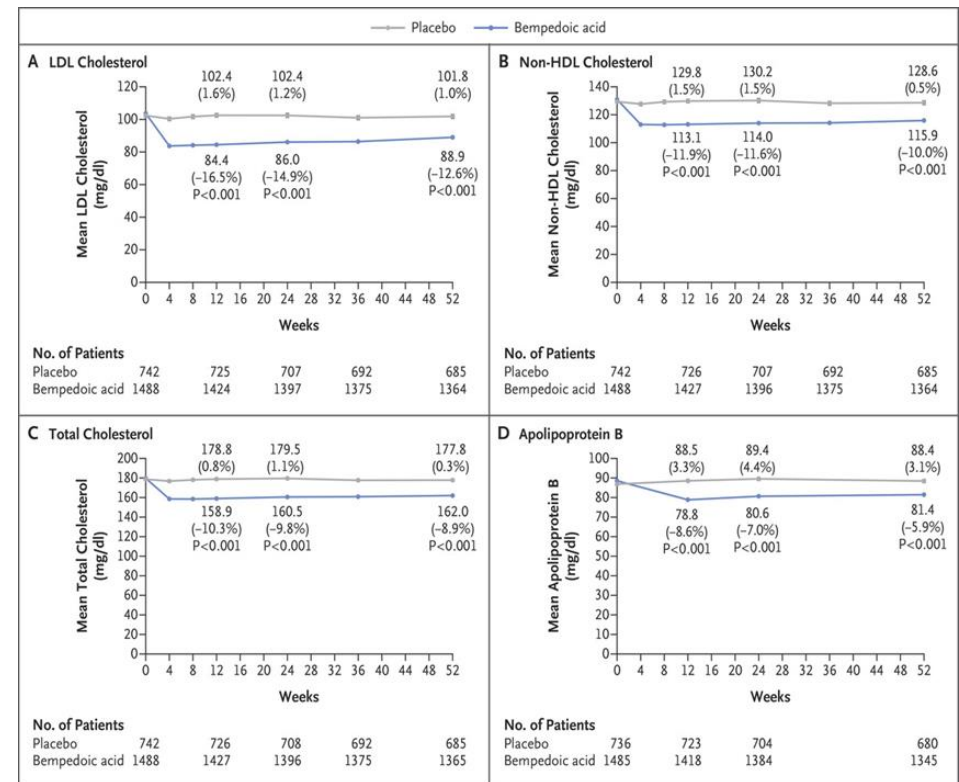 Placebo Bempedoic acid
A LDL Cholesterol
102.4 102.4 101.8
(1.6%) (1.2%) (1.0%)
120
100
80
60
40
20
0
Mean LDL Cholesterol
(mg/dl)
84.4 86.0 88.9
(−16.5%) (−14.9%) (−12.6%)
P<0.001 P<0.001 P<0.001
0 4 8 12 16 20 24 28 32 36 40 44 48 52
Weeks
No. of Patients
Placebo 742 725 707 692 685
Bempedoic acid 1488 1424 1397 1375 1364
B Non-HDL Cholesterol
129.8 130.2 128.6
(1.5%) (1.5%) (0.5%)
140
120
100
80
60
40
20
0
Mean Non-HDL Cholesterol
(mg/dl)
113.1 114.0 115.9
(−11.9%) (−11.6%) (−10.0%)
P<0.001 P<0.001 P<0.001
0 4 8 12 16 20 24 28 32 36 40 44 48 52
Weeks
No. of Patients
Placebo 742 726 707 692 685
Bempedoic acid 1488 1427 1396 1375 1364
C Total Cholesterol
178.8 179.5 177.8
(0.8%) (1.1%) (0.3%)
200
180
160
140
120
100
80
60
40
20
0
Mean Total Cholesterol
(mg/dl)
158.9 160.5 162.0
(−10.3%) (−9.8%) (−8.9%)
P<0.001 P<0.001 P<0.001
0 4 8 12 16 20 24 28 32 36 40 44 48 52
Weeks
No. of Patients
Placebo 742 726 708 692 685
Bempedoic acid 1488 1427 1396 1375 1365
D Apolipoprotein B
88.5 89.4 88.4
(3.3%) (4.4%) (3.1%)
100
90
80
70
60
50
40
30
20
10
0
Mean Apolipoprotein B
(mg/dl)
78.8 80.6 81.4
(−8.6%) (−7.0%) (−5.9%)
P<0.001 P<0.001 P<0.001
0 4 8 12 16 20 24 28 32 36 40 44 48 52
Weeks
No. of Patients
Placebo 736 723 704 680
Bempedoic acid 1485 1418 1384 1345